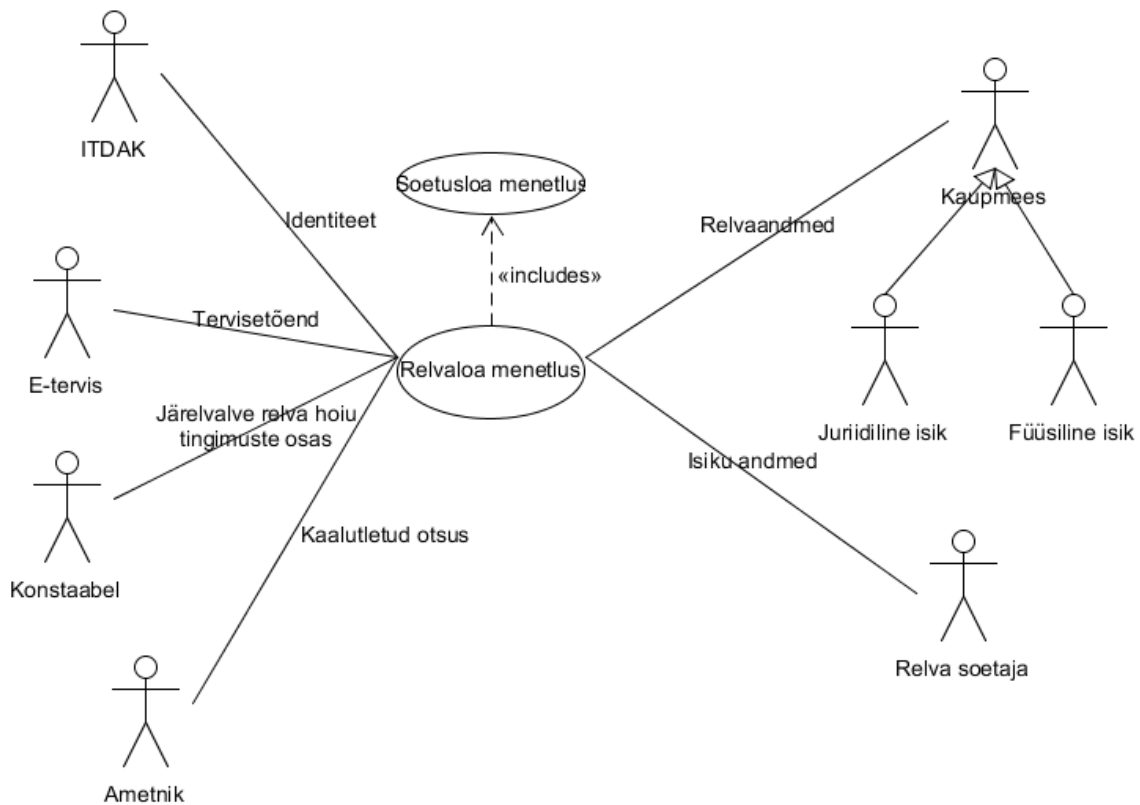 ITDAK
Soetusloa menetlus
Kaupmees
Identiteet
Relvaandmed
«includes»
Tervisetõend
Relvaloa menetlus
E-tervis
Järelvalve relva hoiu
tingimuste osas
Juriidiline isik
Füüsiline isik
Isiku andmed
Kaalutletud otsus
Konstaabel
Relva soetaja
Ametnik